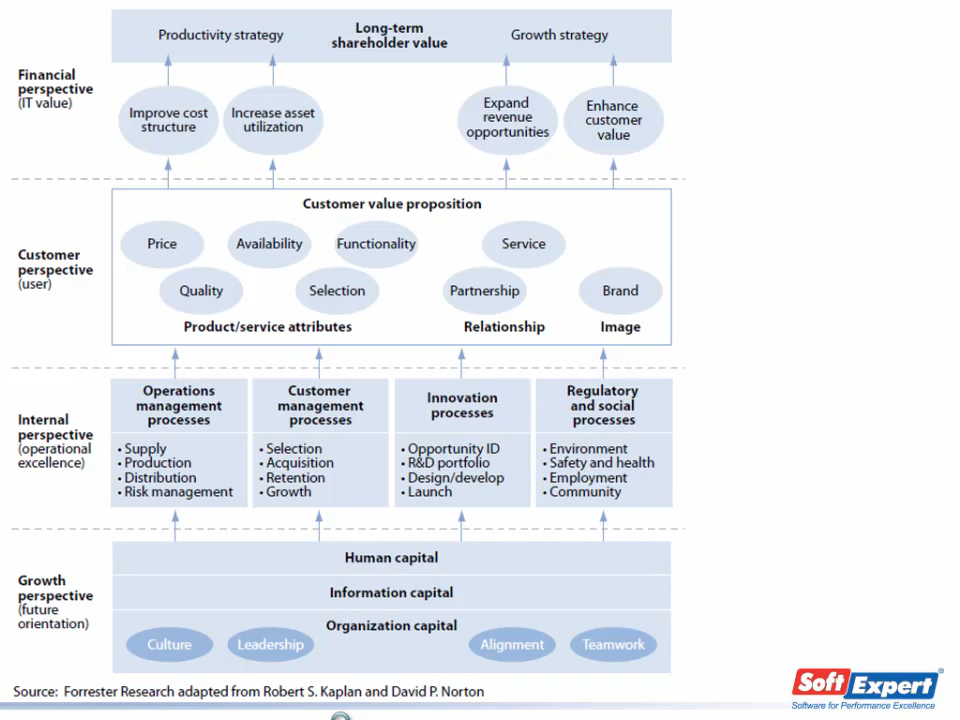 Productivity strategy
Long-term
shareholder value
Growth strategy
Financial
perspective
(IT value)
Improve cost
structure
Increase asset
utilization
Expand
revenue
opportunities
Enhance
customer
value
Customer value proposition
Customer
perspective
(user)
Price
Availability
Functionality
Service
Quality
Selection
Partnership
Brand
Product/service attributes
Relationship
Image
Internal
perspective
(operational
excellence)
Operations
management
processes
• Supply
• Production
• Distribution
• Risk management
Customer
management
processes
• Selection
• Acquisition
• Retention
• Growth
Innovation
processes
• Opportunity ID
• R&D portfolio
• Design/develop
• Launch
Regulatory
and social
processes
• Environment
• Safety and health
• Employment
• Community
Growth
perspective
(future
orientation)
Human capital
Information capital
Organization capital
Culture
Leadership
Alignment
Teamwork
Source: Forrester Research adapted from Robert S. Kaplan and David P. Norton
SoftExpert®
Software for Performance Excellence